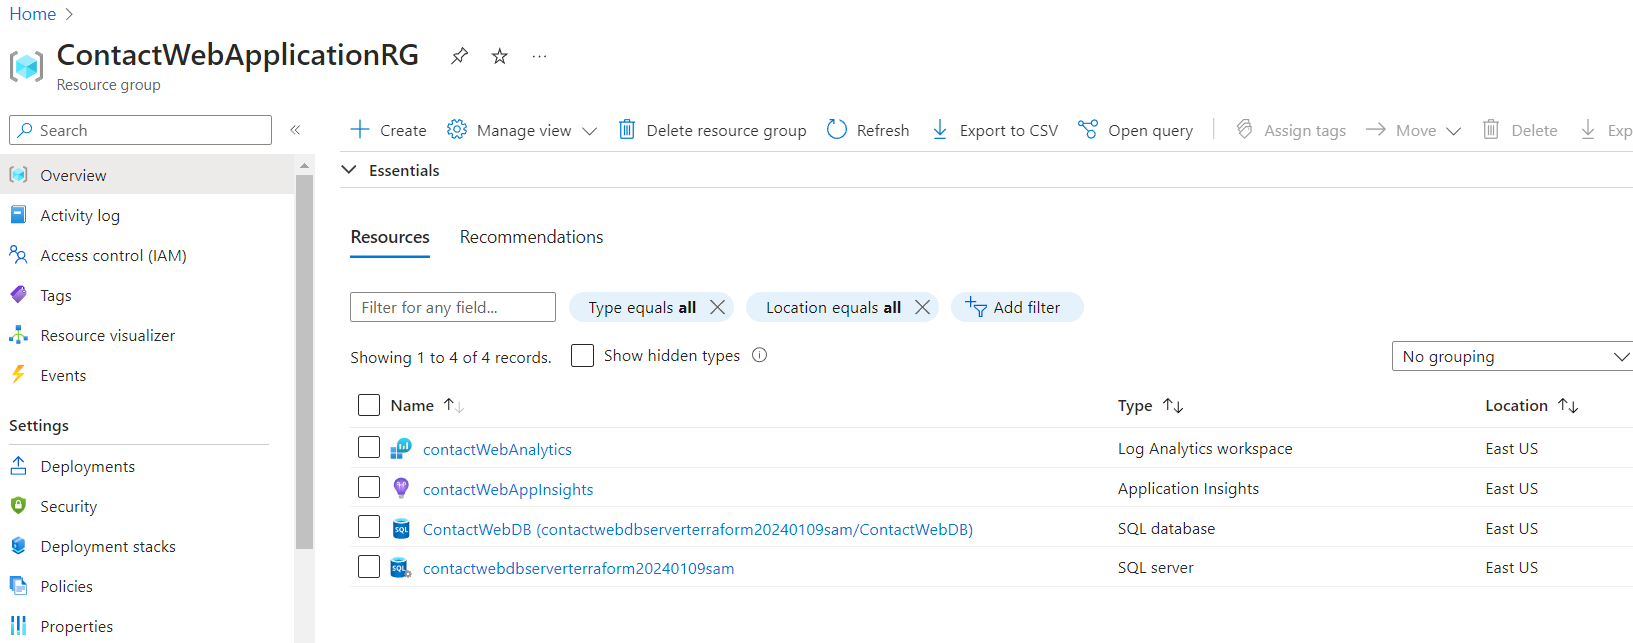 Home
ContactWebApplicationRG
...
Resource group
Search
«
Create Manage view Delete resource group Refresh Export to CSV Open query Assign tags Move Delete Exp
Overview
Activity log
Access control (IAM)
Tags
Resource visualizer
Events
Settings
Deployments
Security
Deployment stacks
Policies
Properties
Essentials
Resources Recommendations
Filter for any field... Type equals all Location equals all Add filter
Showing 1 to 4 of 4 records. Show hidden types No grouping
Name Type Location
contactWebAnalytics Log Analytics workspace East US
contactWebAppInsights Application Insights East US
SQL ContactWebDB (contactwebdbserverterraform20240109sam/ContactWebDB) SQL database East US
SQL contactwebdbserverterraform20240109sam SQL server East US